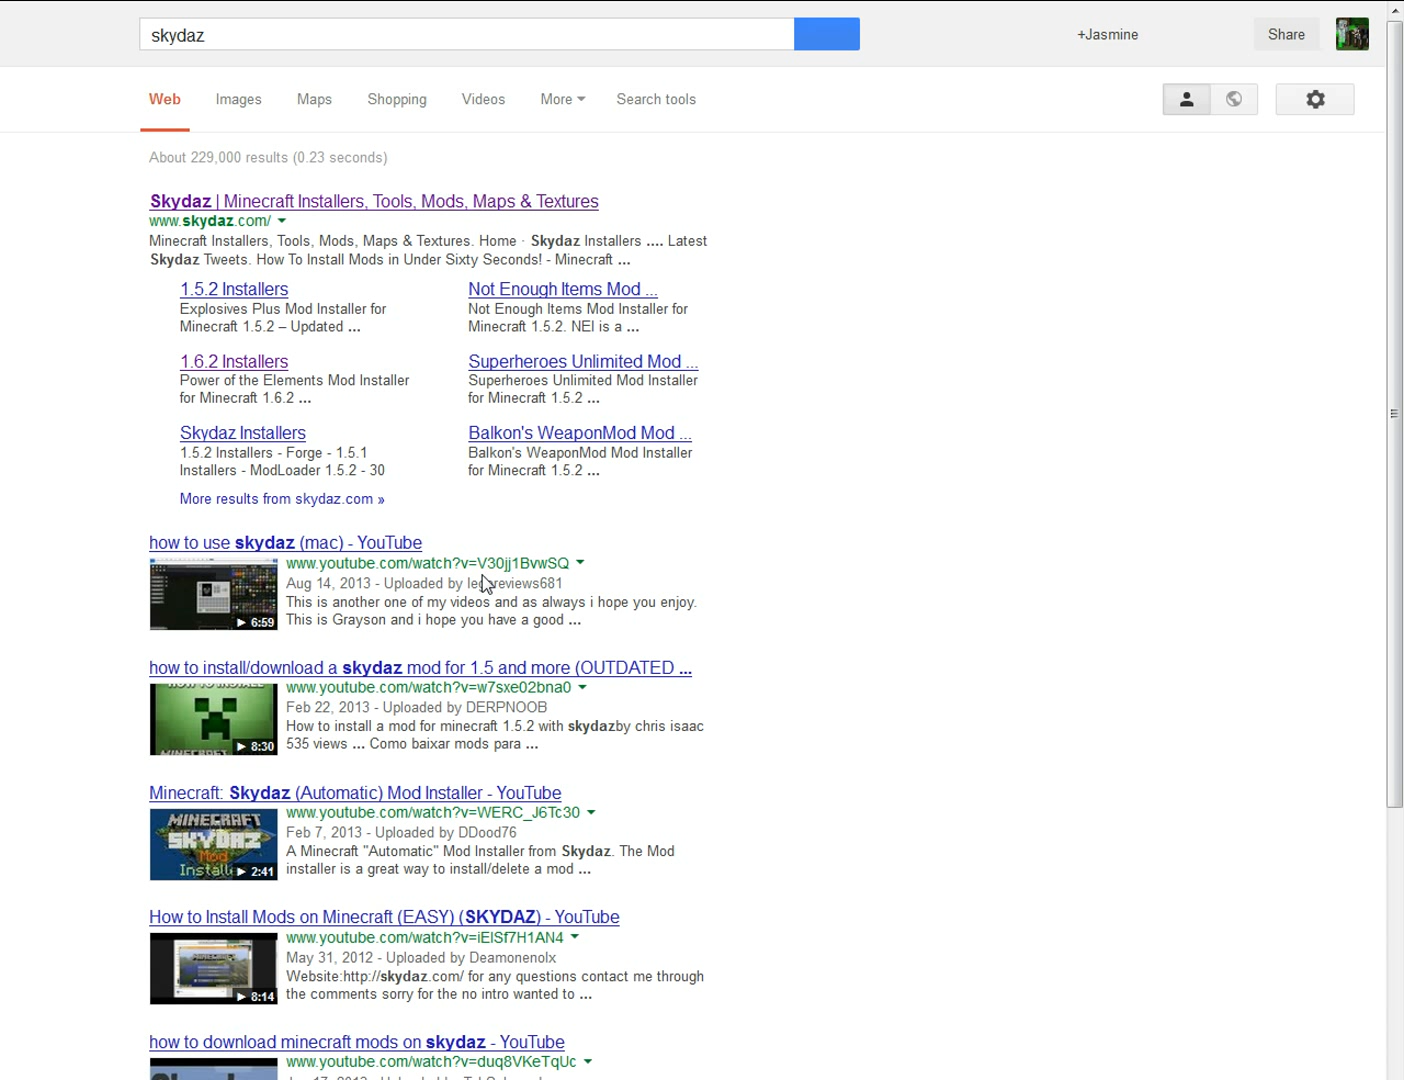 skydaz
+Jasmine
Share
Web
Images
Maps
Shopping
Videos
More
Search tools
About 229,000 results (0.23 seconds)
Skydaz | Minecraft Installers, Tools, Mods, Maps & Textures
www.skydaz.com/
Minecraft Installers, Tools, Mods, Maps & Textures. Home · Skydaz Installers .... Latest
Skydaz Tweets. How To Install Mods in Under Sixty Seconds! - Minecraft ...
1.5.2 Installers
Explosives Plus Mod Installer for
Minecraft 1.5.2 – Updated ...
Not Enough Items Mod ...
Not Enough Items Mod Installer for
Minecraft 1.5.2. NEI is a ...
1.6.2 Installers
Power of the Elements Mod Installer
for Minecraft 1.6.2 ...
Superheroes Unlimited Mod ...
Superheroes Unlimited Mod Installer
for Minecraft 1.5.2 ...
Skydaz Installers
1.5.2 Installers - Forge - 1.5.1
Installers - ModLoader 1.5.2 - 30
Balkon's WeaponMod Mod ...
Balkon's WeaponMod Mod Installer
for Minecraft 1.5.2 ...
More results from skydaz.com »
how to use skydaz (mac) - YouTube
www.youtube.com/watch?v=V30jj1BvwSQ
Aug 14, 2013 - Uploaded by
This is another one of my videos and as always i hope you enjoy.
This is Grayson and i hope you have a good ...
6:59
how to install/download a skydaz mod for 1.5 and more (OUTDATED ...
www.youtube.com/watch?v=w7sxe02bna0
Feb 22, 2013 - Uploaded by DERPNOOB
How to install a mod for minecraft 1.5.2 with skydazby chris isaac
535 views ... Como baixar mods para ...
HOW TO INSTALL
MINECRAFT
8:30
Minecraft: Skydaz (Automatic) Mod Installer - YouTube
www.youtube.com/watch?v=WERC_J6Tc30
Feb 7, 2013 - Uploaded by DDood76
A Minecraft "Automatic" Mod Installer from Skydaz. The Mod
installer is a great way to install/delete a mod ...
MINECRAFT
SKYDAZ
Mod
2:41
How to Install Mods on Minecraft (EASY) (SKYDAZ) - YouTube
www.youtube.com/watch?v=iElSf7H1AN4
May 31, 2012 - Uploaded by Deamonenolx
Website:http://skydaz.com/ for any questions contact me through
the comments sorry for the no intro wanted to ...
MINECRAFT
8:14
how to download minecraft mods on skydaz - YouTube
www.youtube.com/watch?v=duq8VKeTqUc